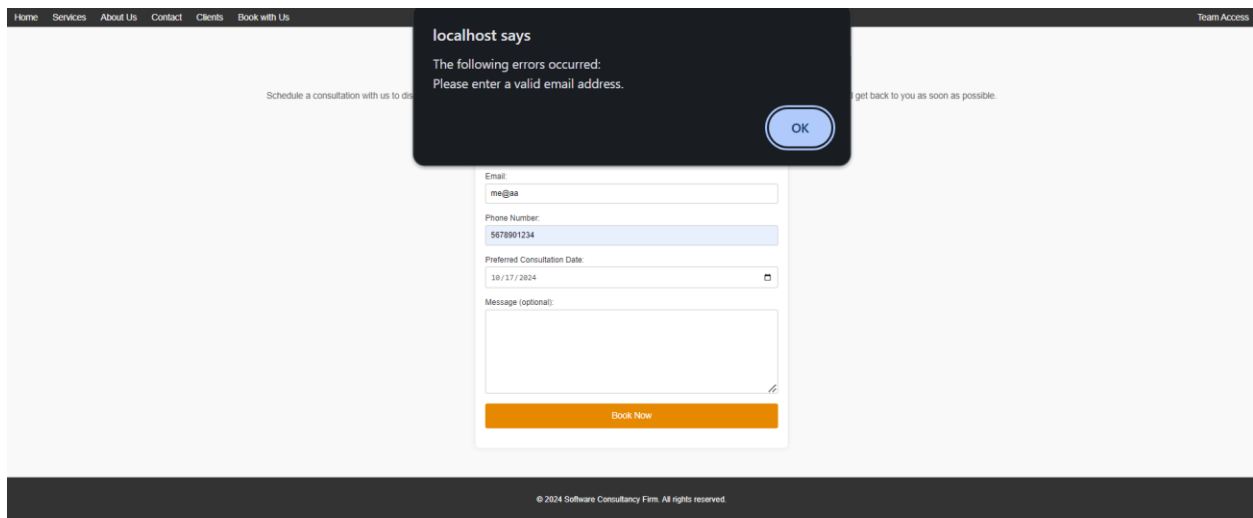 Home Services About Us Contact Clients Book with Us Team Access
localhost says
The following errors occurred:
Please enter a valid email address.
OK
Schedule a consultation with us to dis get back to you as soon as possible.
Email:
me@aa
Phone Number:
5678901234
Preferred Consultation Date:
10/17/2024
Message (optional):
Book Now
© 2024 Software Consultancy Firm. All rights reserved.